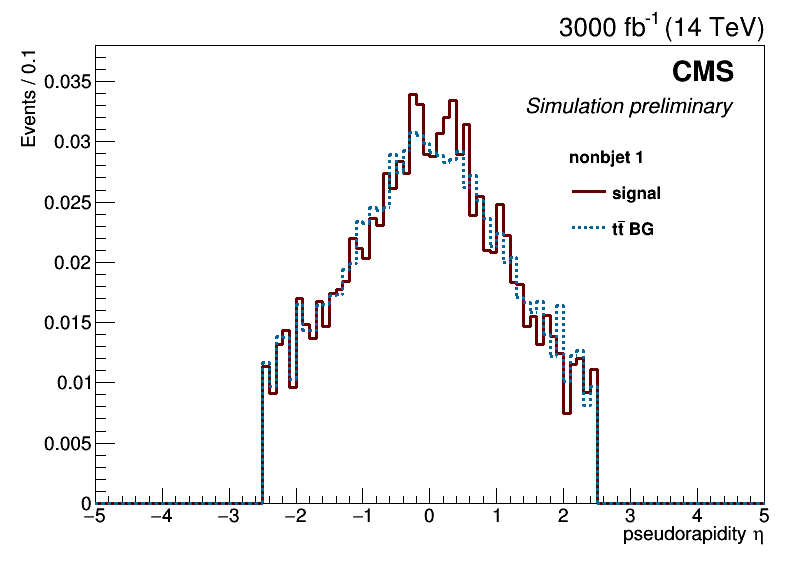 3000 fb⁻¹ (14 TeV)
Events / 0.1
CMS
Simulation preliminary
nonbjet 1
signal
tt̄ BG
0.035
0.03
0.025
0.02
0.015
0.01
0.005
0
−5 −4 −3 −2 −1 0 1 2 3 4 5
pseudorapidity η